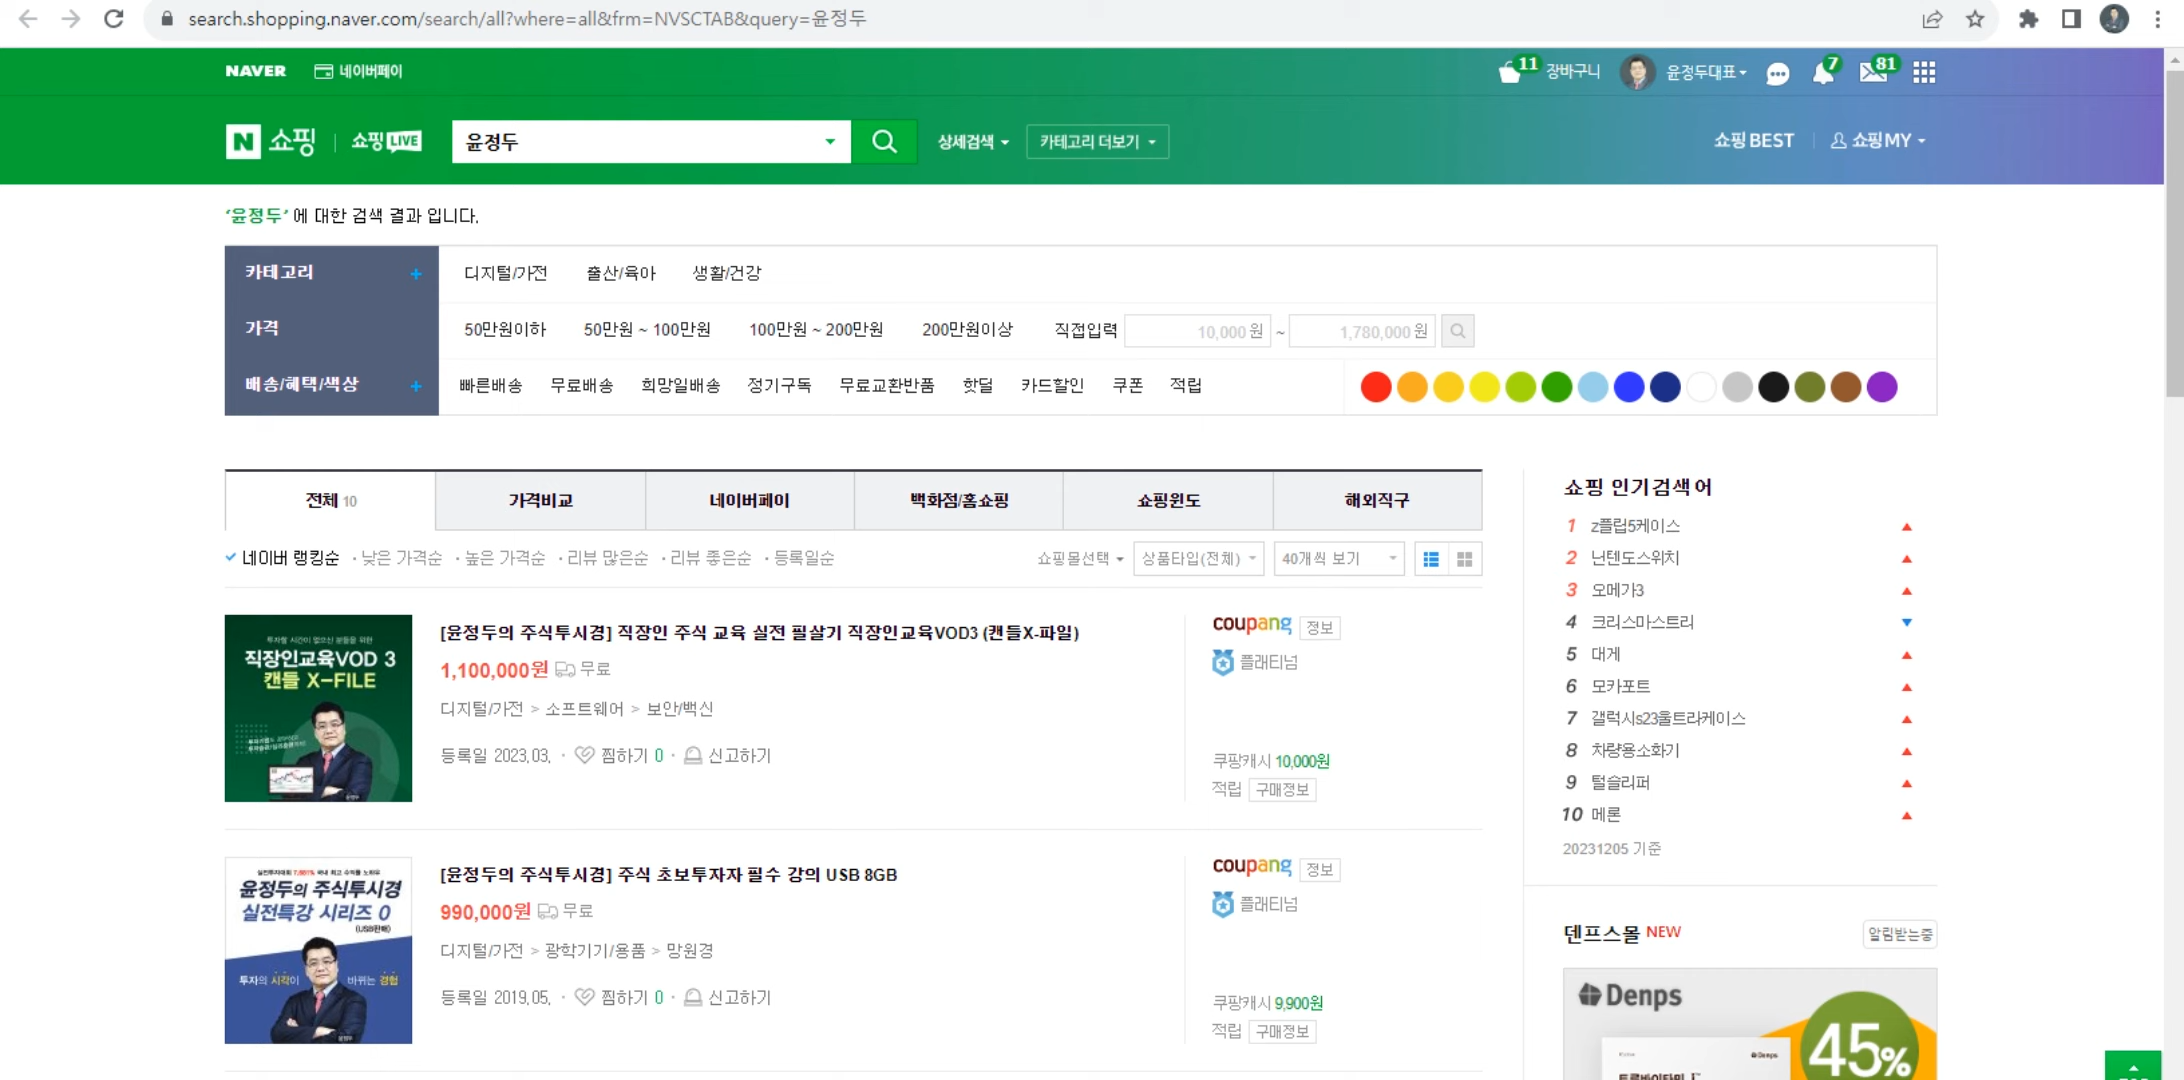 search.shopping.naver.com/search/all?where=all&frm=NVSCTAB&query=윤정두
NAVER 네이버페이 11 장바구니 윤정두대표 7 81
N 쇼핑 쇼핑LIVE 윤정두 상세검색 카테고리 더보기 쇼핑BEST 쇼핑MY
‘윤정두’ 에 대한 검색 결과 입니다.
카테고리 + 디지털/가전 출산/육아 생활/건강
가격 50만원이하 50만원 ~ 100만원 100만원 ~ 200만원 200만원이상 직접입력 10,000 원 ~ 1,780,000 원
배송/혜택/색상 + 빠른배송 무료배송 희망일배송 정기구독 무료교환반품 핫딜 카드할인 쿠폰 적립
전체 10 가격비교 네이버페이 백화점/홈쇼핑 쇼핑윈도 해외직구
네이버 랭킹순 · 낮은 가격순 · 높은 가격순 · 리뷰 많은순 · 리뷰 좋은순 · 등록일순 쇼핑몰선택 상품타입(전체) 40개씩 보기
투자할 시간이 없으신 분들을 위한
직장인교육VOD 3
캔들 X-FILE
윤정두
[윤정두의 주식투시경] 직장인 주식 교육 실전 필살기 직장인교육VOD3 (캔들X-파일)
1,100,000원 무료
디지털/가전 > 소프트웨어 > 보안/백신
등록일 2023.03. · 찜하기 0 · 신고하기
coupang 정보
플래티넘
쿠팡캐시 10,000원
적립 구매정보
윤정두의 주식투시경
실전특강 시리즈 0
(USB판매)
투자의 시각이 바뀌는 경험
윤정두
[윤정두의 주식투시경] 주식 초보투자자 필수 강의 USB 8GB
990,000원 무료
디지털/가전 > 광학기기/용품 > 망원경
등록일 2019.05. · 찜하기 0 · 신고하기
coupang 정보
플래티넘
쿠팡캐시 9,900원
적립 구매정보
쇼핑 인기검색어
1 z플립5케이스
2 닌텐도스위치
3 오메가3
4 크리스마스트리
5 대게
6 모카포트
7 갤럭시s23울트라케이스
8 차량용소화기
9 털슬리퍼
10 메론
20231205 기준
덴프스몰 NEW 알림받는중
Denps
45%
Denps